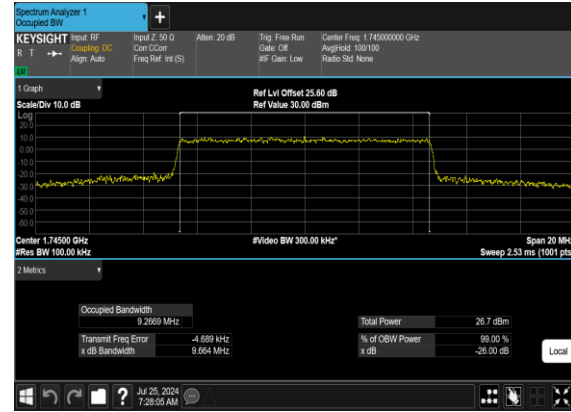 Spectrum Analyzer 1
Occupied BW
KEYSIGHT Input: RF Input Z: 50 Ω Atten: 20 dB Trig: Free Run Center Freq: 1.745000000 GHz
R T Coupling: DC Corr CCorr Gate: Off Avg|Hold: 100/100
Align: Auto Freq Ref: Int (S) #IF Gain: Low Radio Std: None
LW
1 Graph Ref Lvl Offset 25.60 dB
Scale/Div 10.0 dB Ref Value 30.00 dBm
Log
20.0
10.0
0.00
-10.0
-20.0
-30.0
-40.0
-50.0
-60.0
Center 1.74500 GHz #Video BW 300.00 kHz* Span 20 MHz
#Res BW 100.00 kHz Sweep 2.53 ms (1001 pts)
2 Metrics
Occupied Bandwidth
9.2669 MHz Total Power 26.7 dBm
Transmit Freq Error -4.689 kHz % of OBW Power 99.00 %
x dB Bandwidth 9.664 MHz x dB -26.00 dB
Local
Jul 25, 2024
7:28:05 AM